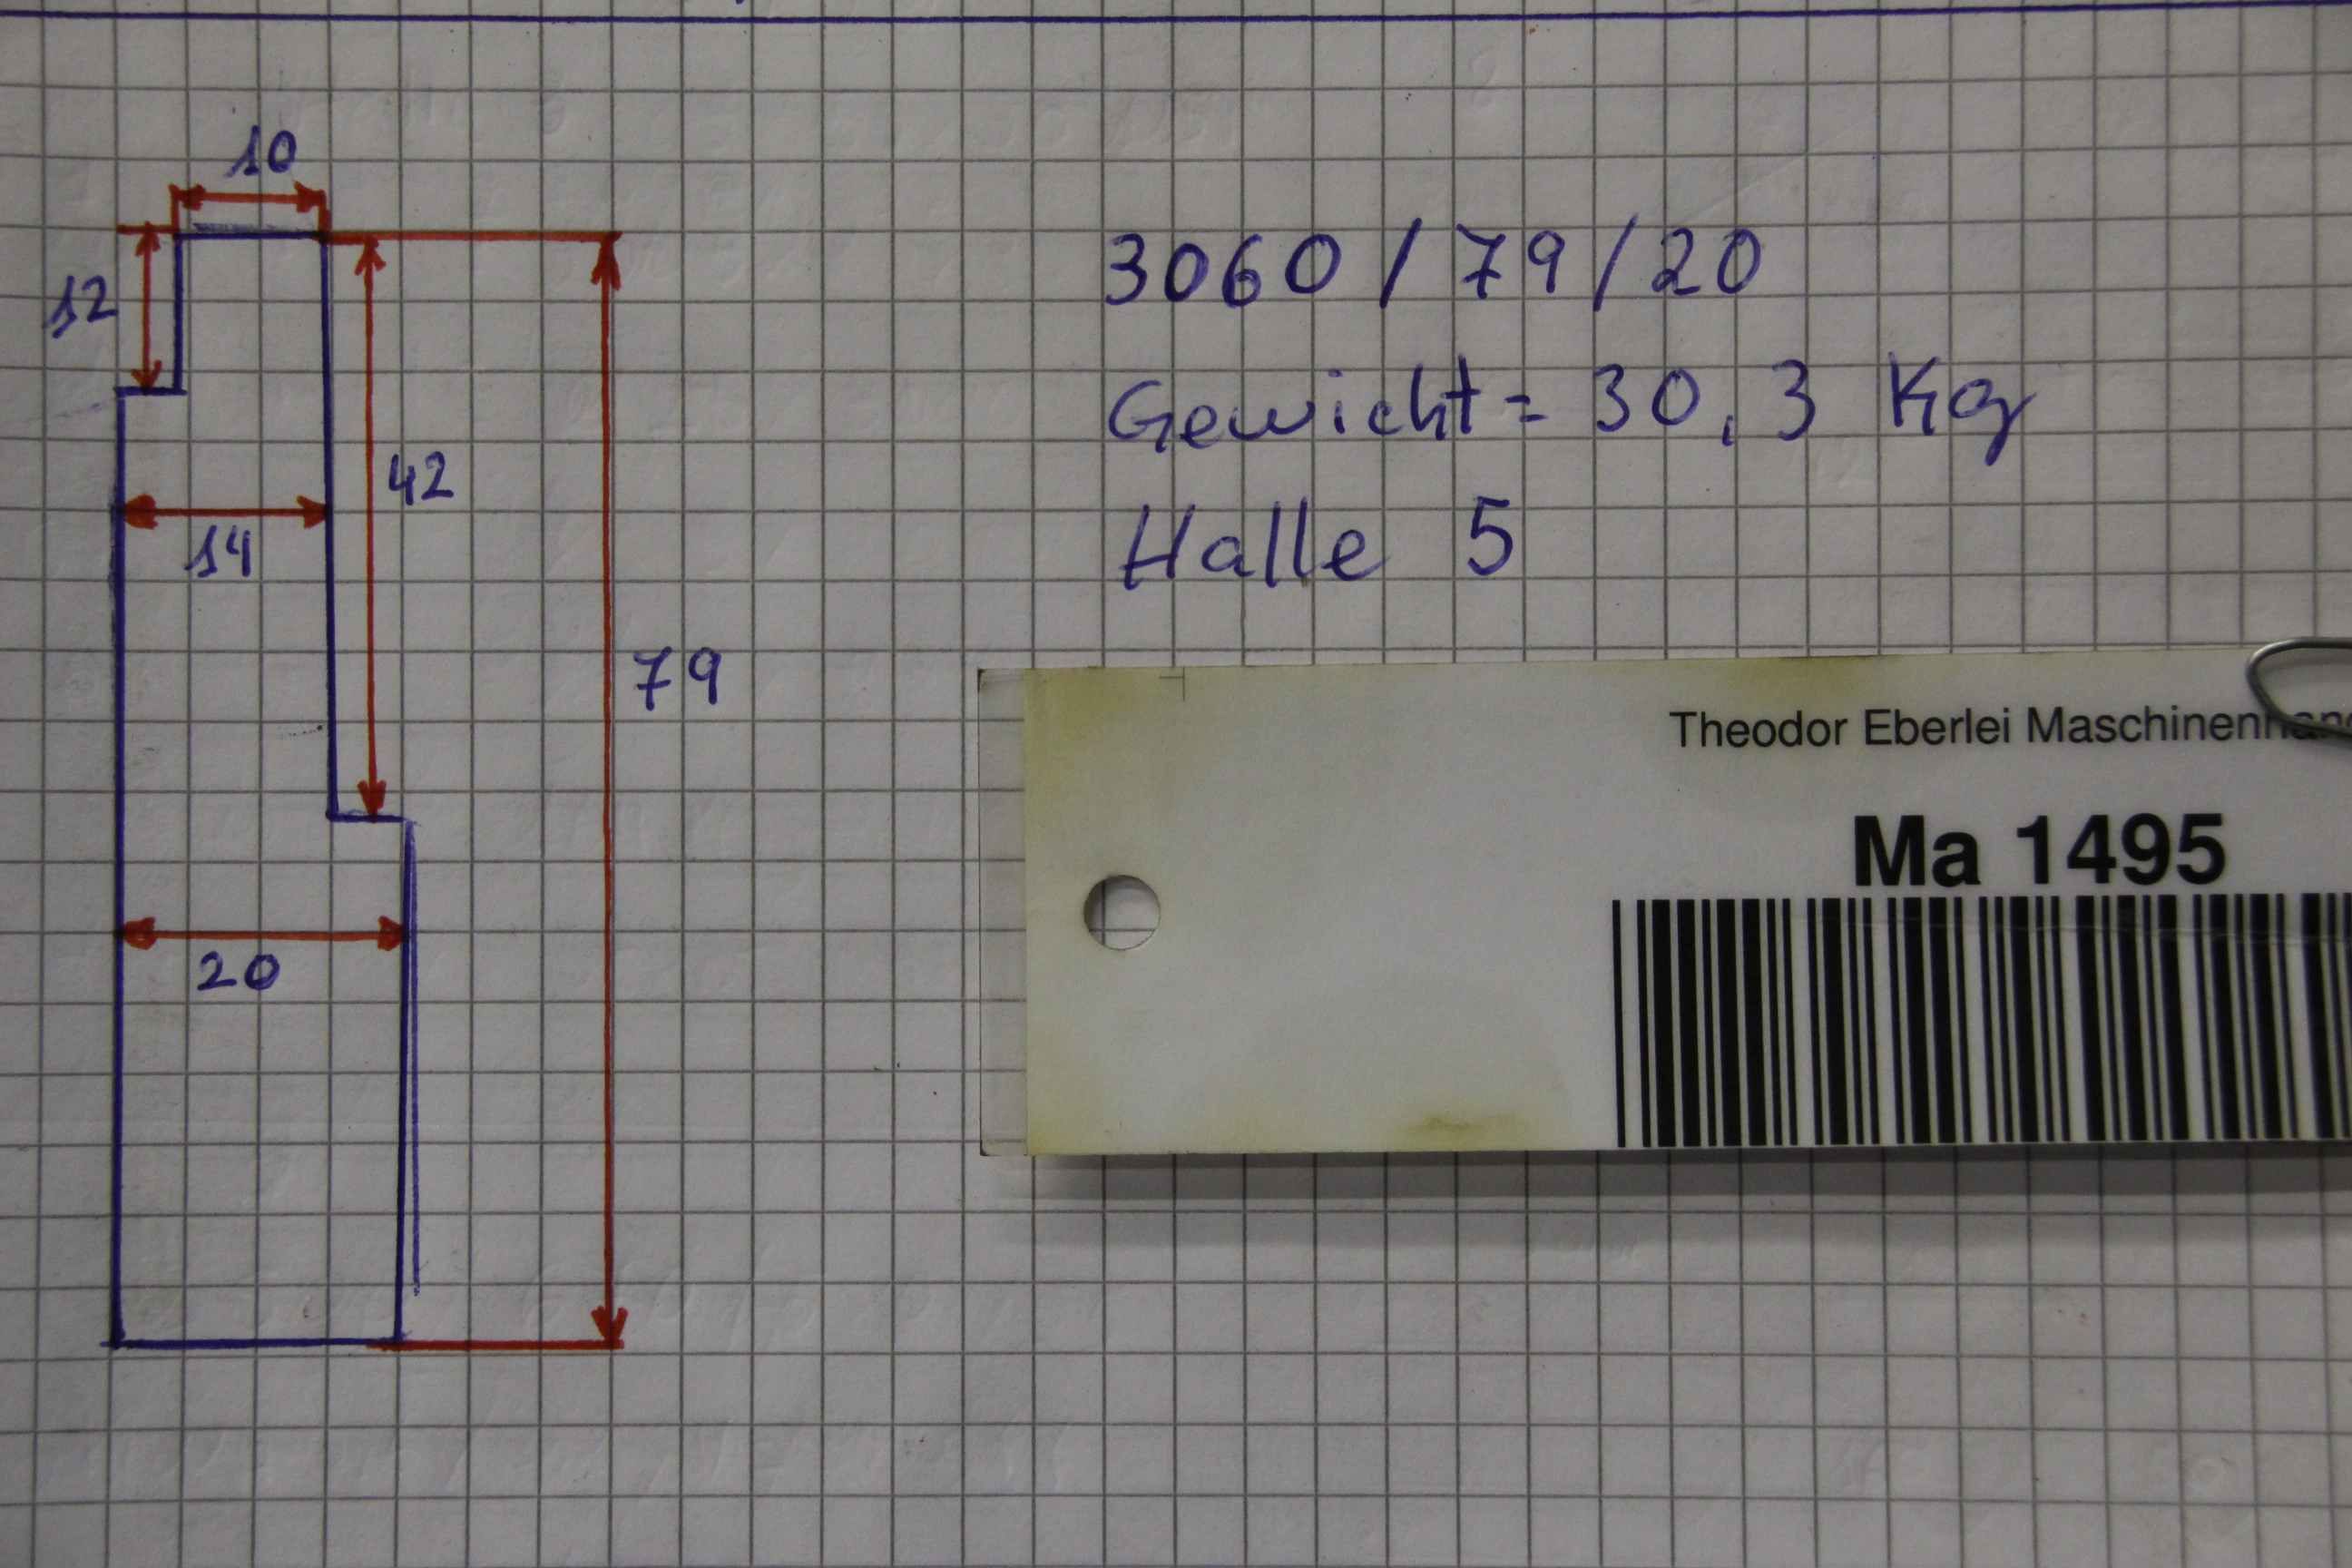 10
12
3060 / 79 / 20
Gewicht = 30,3 Kg
42
14
Halle 5
79
20
Theodor Eberlei
Ma 1495